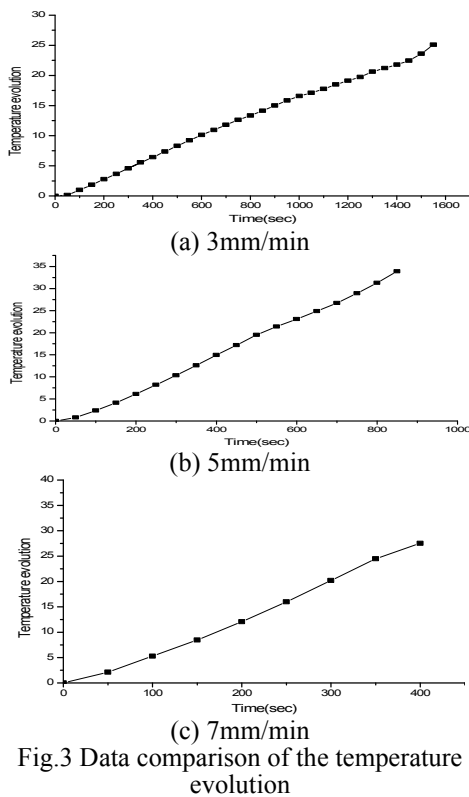 30
25
20
15
10
5
0
Temperature evolution
0 200 400 600 800 1000 1200 1400 1600
Time(sec)
(a) 3mm/min
35
30
25
20
15
10
5
0
Temperature evolution
0 200 400 600 800 1000
Time(sec)
(b) 5mm/min
40
35
30
25
20
15
10
5
0
Temperature evolution
0 100 200 300 400
Time(sec)
(c) 7mm/min
Fig.3 Data comparison of the temperature
evolution